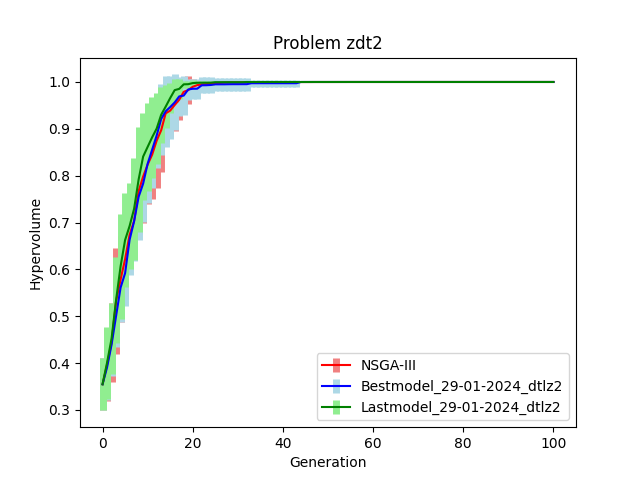 Problem zdt2
Hypervolume
1.0
0.9
0.8
0.7
0.6
0.5
0.4
0.3
0
20
40
60
80
100
Generation
NSGA-III
Bestmodel_29-01-2024_dtlz2
Lastmodel_29-01-2024_dtlz2